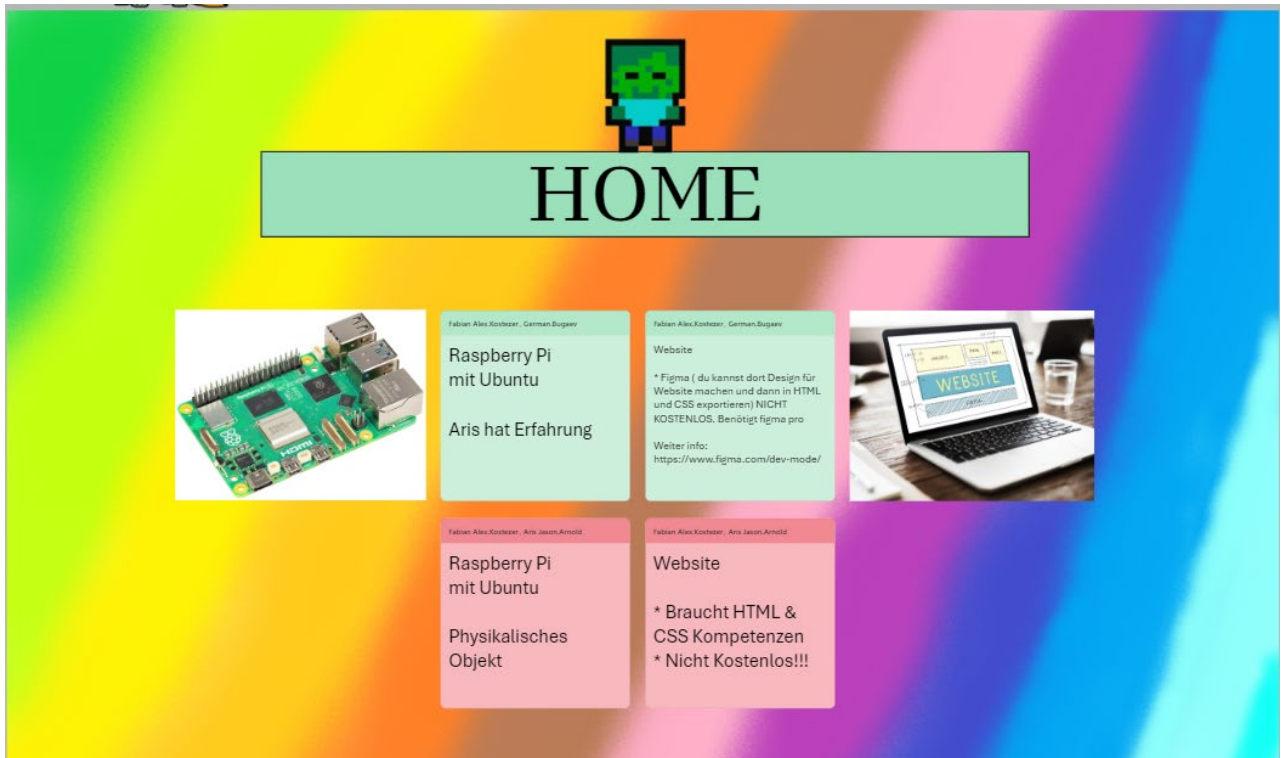 HOME
Fabian Alex.Kostezer, German.Bugaev
Raspberry Pi
mit Ubuntu
Aris hat Erfahrung
Fabian Alex.Kostezer, German.Bugaev
Website
* Figma ( du kannst dort Design für
Website machen und dann in HTML
und CSS exportieren) NICHT
KOSTENLOS. Benötigt figma pro
Weiter info:
https://www.figma.com/dev-mode/
HDMI
WEBSITE
Fabian Alex.Kostezer, Aris Jason.Arnold
Raspberry Pi
mit Ubuntu
Physikalisches
Objekt
Fabian Alex.Kostezer, Aris Jason.Arnold
Website
* Braucht HTML &
CSS Kompetenzen
* Nicht Kostenlos!!!